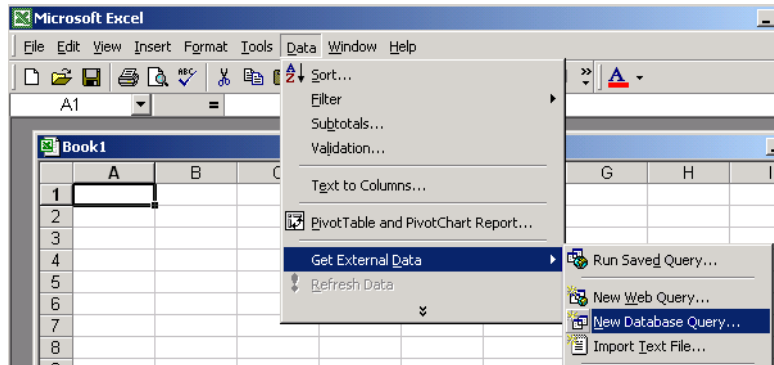 Microsoft Excel
File Edit View Insert Format Tools Data Window Help
ABC A
A1 =
A Z Sort...
Filter
Subtotals...
Validation...
Text to Columns...
PivotTable and PivotChart Report...
Get External Data
Refresh Data
Run Saved Query...
New Web Query...
New Database Query...
Import Text File...
Book1
A B C G H I
1
2
3
4
5
6
7
8